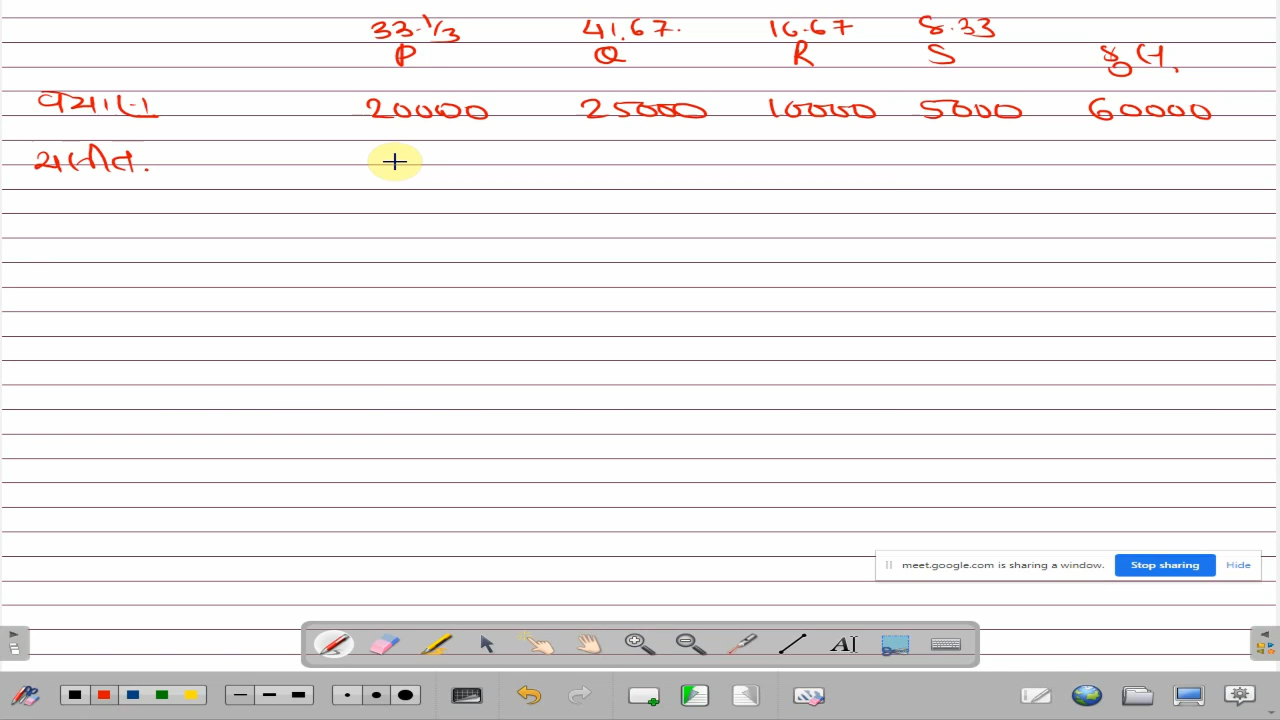 33.1/3 41.67. 16.67 8.33
P Q R S કુલ.
વેચાણ 20000 25000 10000 5000 60000
ચલીત.
meet.google.com is sharing a window. Stop sharing Hide